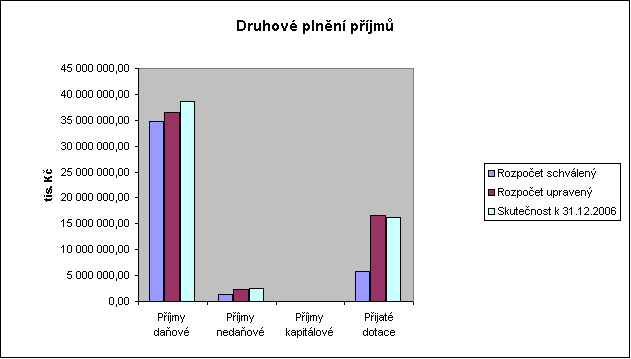 Druhové plnění příjmů
45 000 000,00
40 000 000,00
35 000 000,00
30 000 000,00
25 000 000,00
20 000 000,00
15 000 000,00
10 000 000,00
5 000 000,00
0,00
tis. Kč
Příjmy
daňové
Příjmy
nedaňové
Příjmy
kapitálové
Přijaté
dotace
Rozpočet schválený
Rozpočet upravený
Skutečnost k 31.12.2006